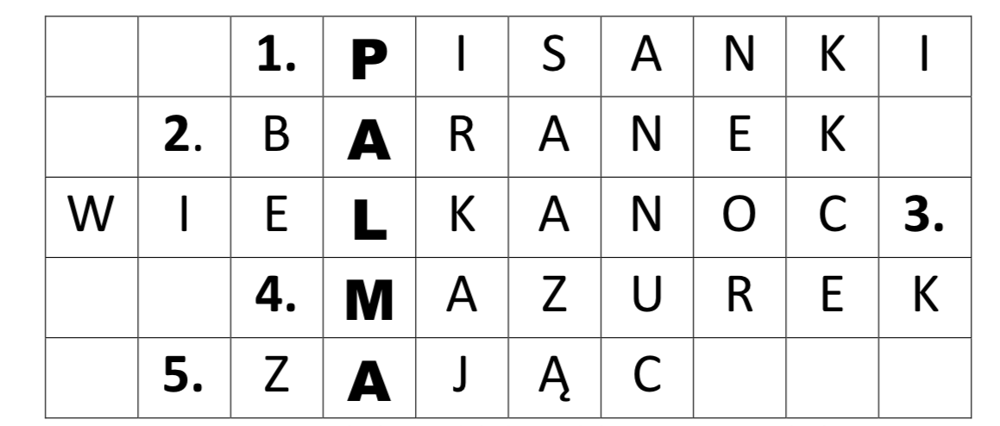 1. P I S A N K I
2. B A R A N E K
W I E L K A N O C 3.
4. M A Z U R E K
5. Z A J Ą C